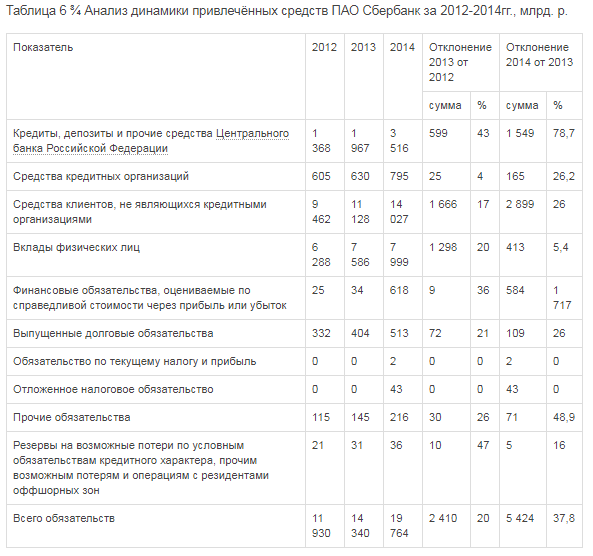 Таблица 6 ¾ Анализ динамики привлечённых средств ПАО Сбербанк за 2012-2014гг., млрд. р.
Показатель 2012 2013 2014 Отклонение 2013 от 2012 Отклонение 2014 от 2013
сумма % сумма %
Кредиты, депозиты и прочие средства Центрального
банка Российской Федерации 1 368 1 967 3 516 599 43 1 549 78,7
Средства кредитных организаций 605 630 795 25 4 165 26,2
Средства клиентов, не являющихся кредитными
организациями 9 462 11 128 14 027 1 666 17 2 899 26
Вклады физических лиц 6 288 7 586 7 999 1 298 20 413 5,4
Финансовые обязательства, оцениваемые по
справедливой стоимости через прибыль или убыток 25 34 618 9 36 584 1 717
Выпущенные долговые обязательства 332 404 513 72 21 109 26
Обязательство по текущему налогу и прибыль 0 0 2 0 0 2 0
Отложенное налоговое обязательство 0 0 43 0 0 43 0
Прочие обязательства 115 145 216 30 26 71 48,9
Резервы на возможные потери по условным
обязательствам кредитного характера, прочим
возможным потерям и операциям с резидентами
оффшорных зон 21 31 36 10 47 5 16
Всего обязательств 11 930 14 340 19 764 2 410 20 5 424 37,8